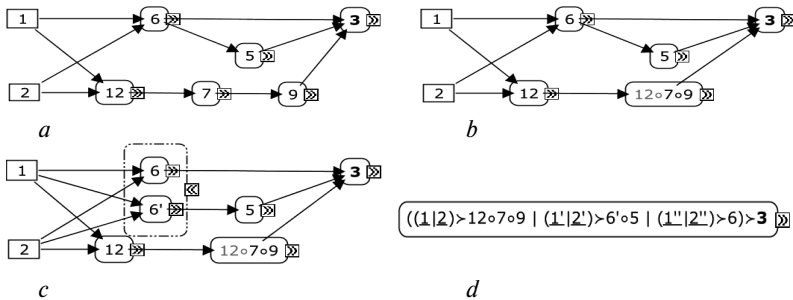 1 6 » 3 »
5 »
2 12 » 7 » 9 »
a
1 6 » 3 »
5 »
2 12 » 12∘7∘9 »
b
1 6 » 3 »
«
6' » 5 »
2 12 » 12∘7∘9 »
c
((1|2)≻12∘7∘9 | (1'|2')≻6'∘5 | (1''|2'')≻6)≻3 »
d